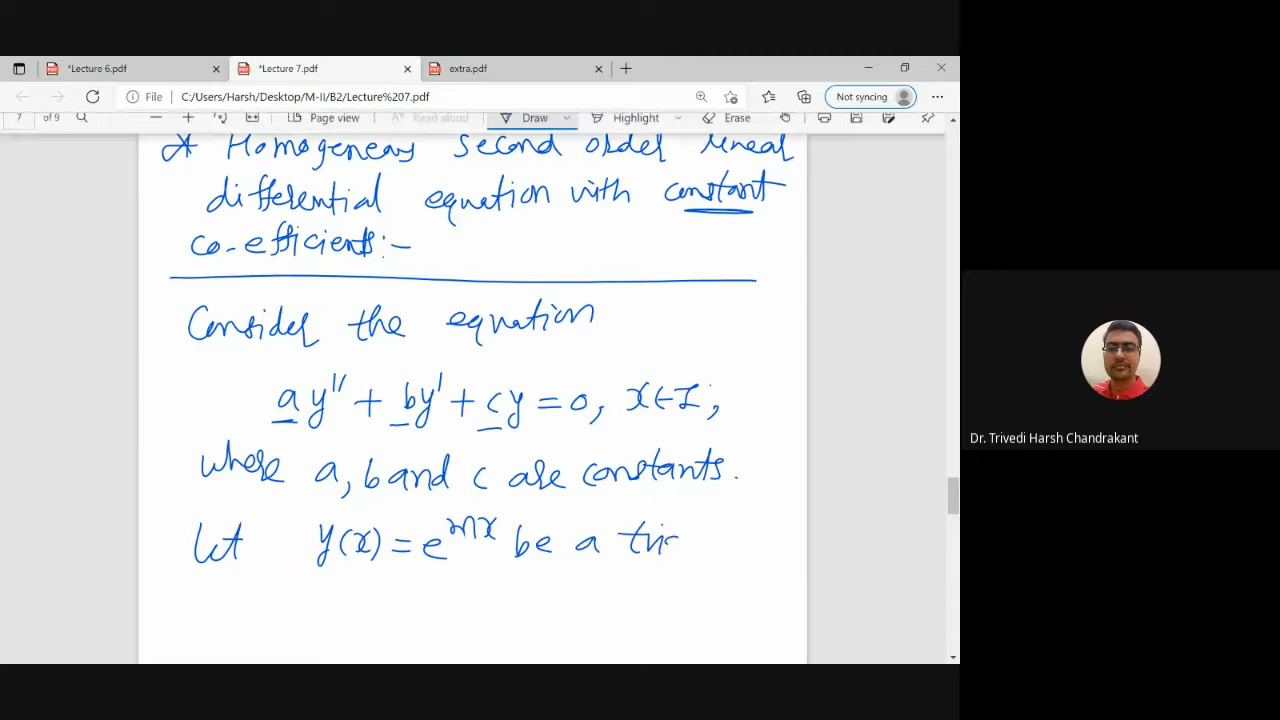 *Lecture 6.pdf
*Lecture 7.pdf
extra.pdf
File C:/Users/Harsh/Desktop/M-II/B2/Lecture%207.pdf
Not syncing
7 of 9
Page view
Read aloud
Draw
Highlight
Erase
* Homogeneous second order linear
differential equation with constant
co-efficients:-
Consider the equation
ay'' + by' + cy = 0, x∈I,
where a, b and c are constants.
Let y(x) = e^{mx} be a tri
Dr. Trivedi Harsh Chandrakant